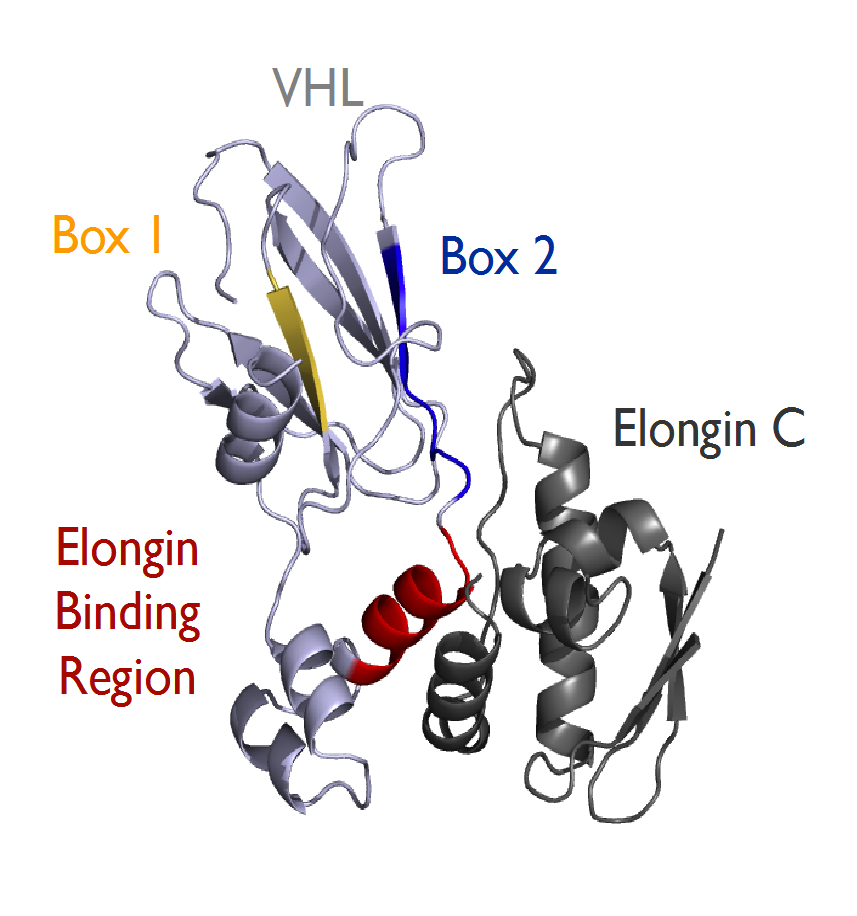 VHL
Box 1
Box 2
Elongin C
Elongin
Binding
Region